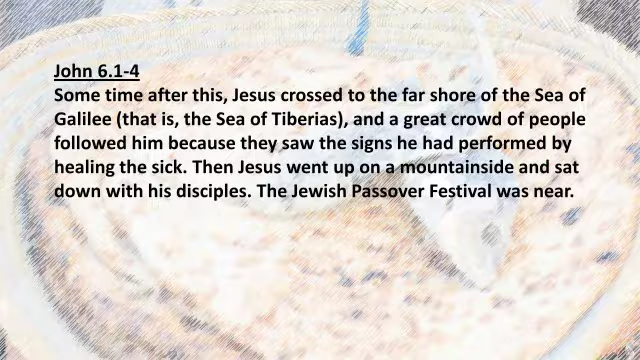 John 6.1-4
Some time after this, Jesus crossed to the far shore of the Sea of
Galilee (that is, the Sea of Tiberias), and a great crowd of people
followed him because they saw the signs he had performed by
healing the sick. Then Jesus went up on a mountainside and sat
down with his disciples. The Jewish Passover Festival was near.